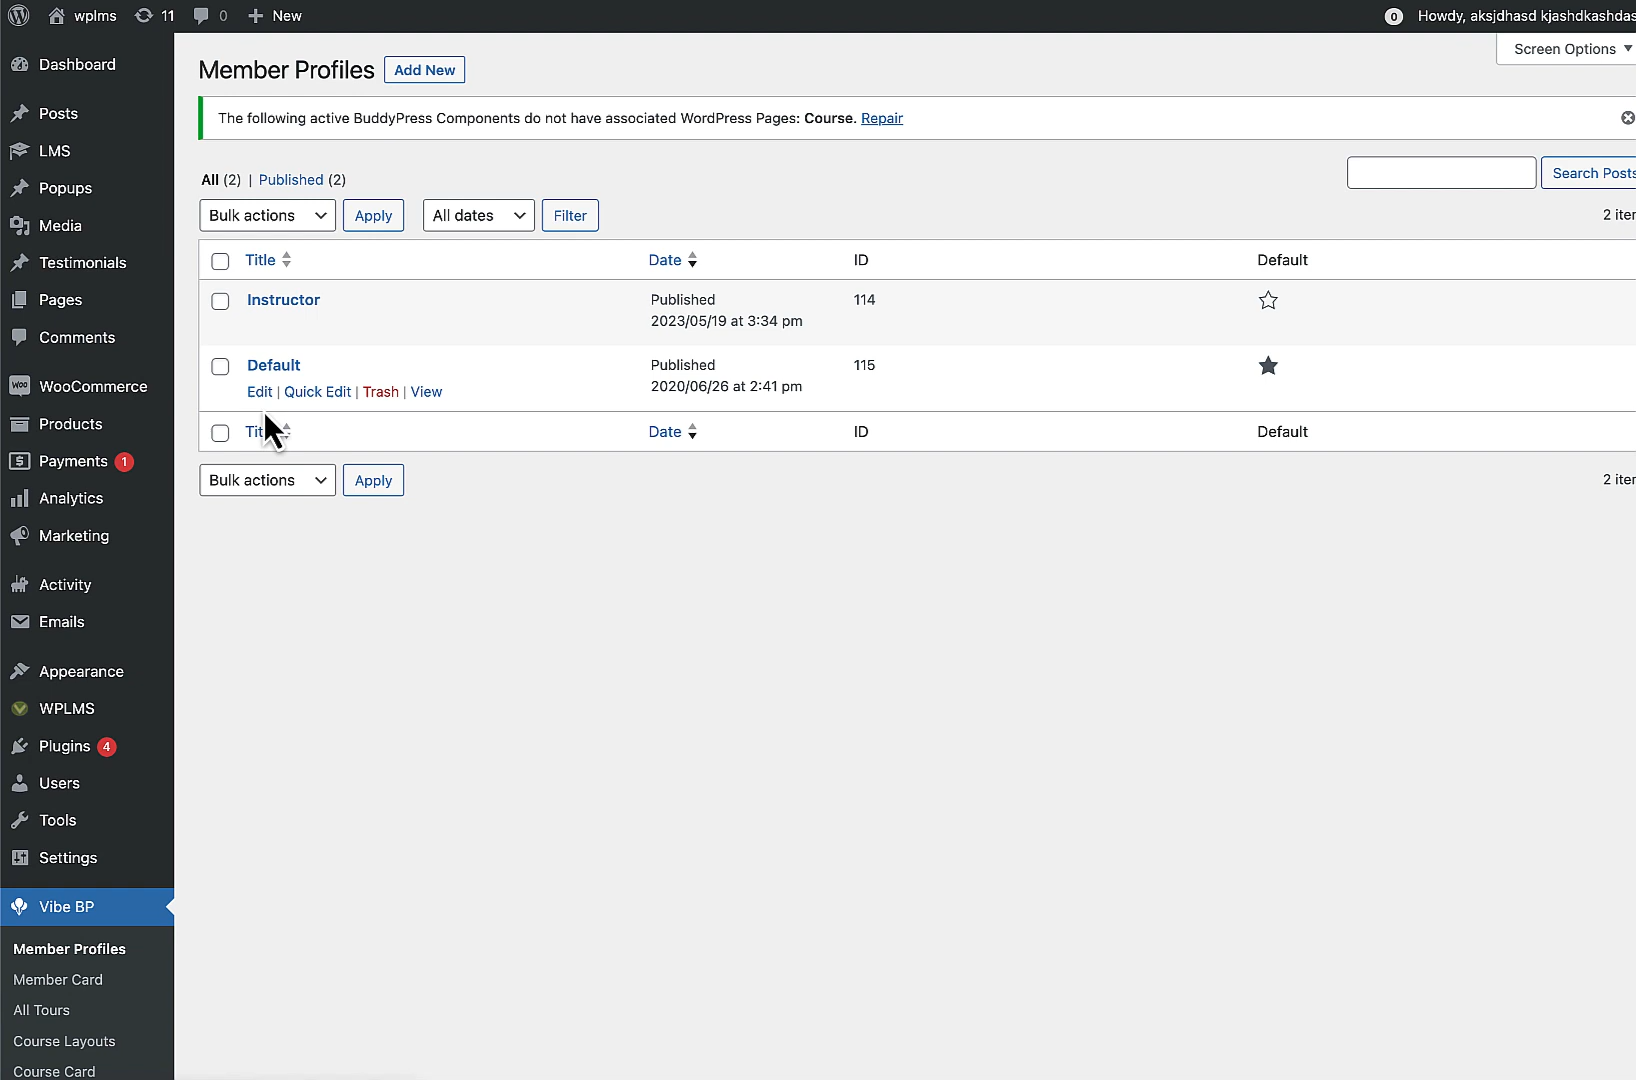 wplms 11 0 + New 0 Howdy, aksjdhasd kjashdkashdas
Screen Options
Dashboard
Posts
LMS
Popups
Media
Testimonials
Pages
Comments
WooCommerce
Products
Payments 1
Analytics
Marketing
Activity
Emails
Appearance
WPLMS
Plugins 4
Users
Tools
Settings
Vibe BP
Member Profiles
Member Card
All Tours
Course Layouts
Course Card
Member Profiles Add New
The following active BuddyPress Components do not have associated WordPress Pages: Course. Repair
All (2) | Published (2)
Search Posts
Bulk actions Apply All dates Filter
2 iter
Title Date ID Default
Instructor Published 114
2023/05/19 at 3:34 pm
Default Published 115
Edit | Quick Edit | Trash | View 2020/06/26 at 2:41 pm
Tit Date ID Default
Bulk actions Apply
2 iter